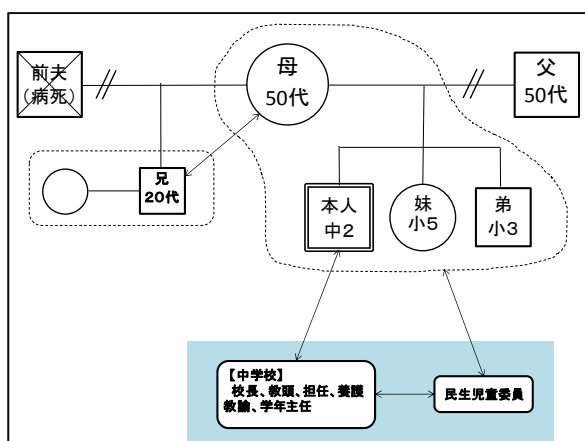 前夫
(病死)
母
50代
父
50代
兄
20代
本人
中2
妹
小5
弟
小3
【中学校】
校長、教頭、担任、養護
教諭、学年主任
民生児童委員